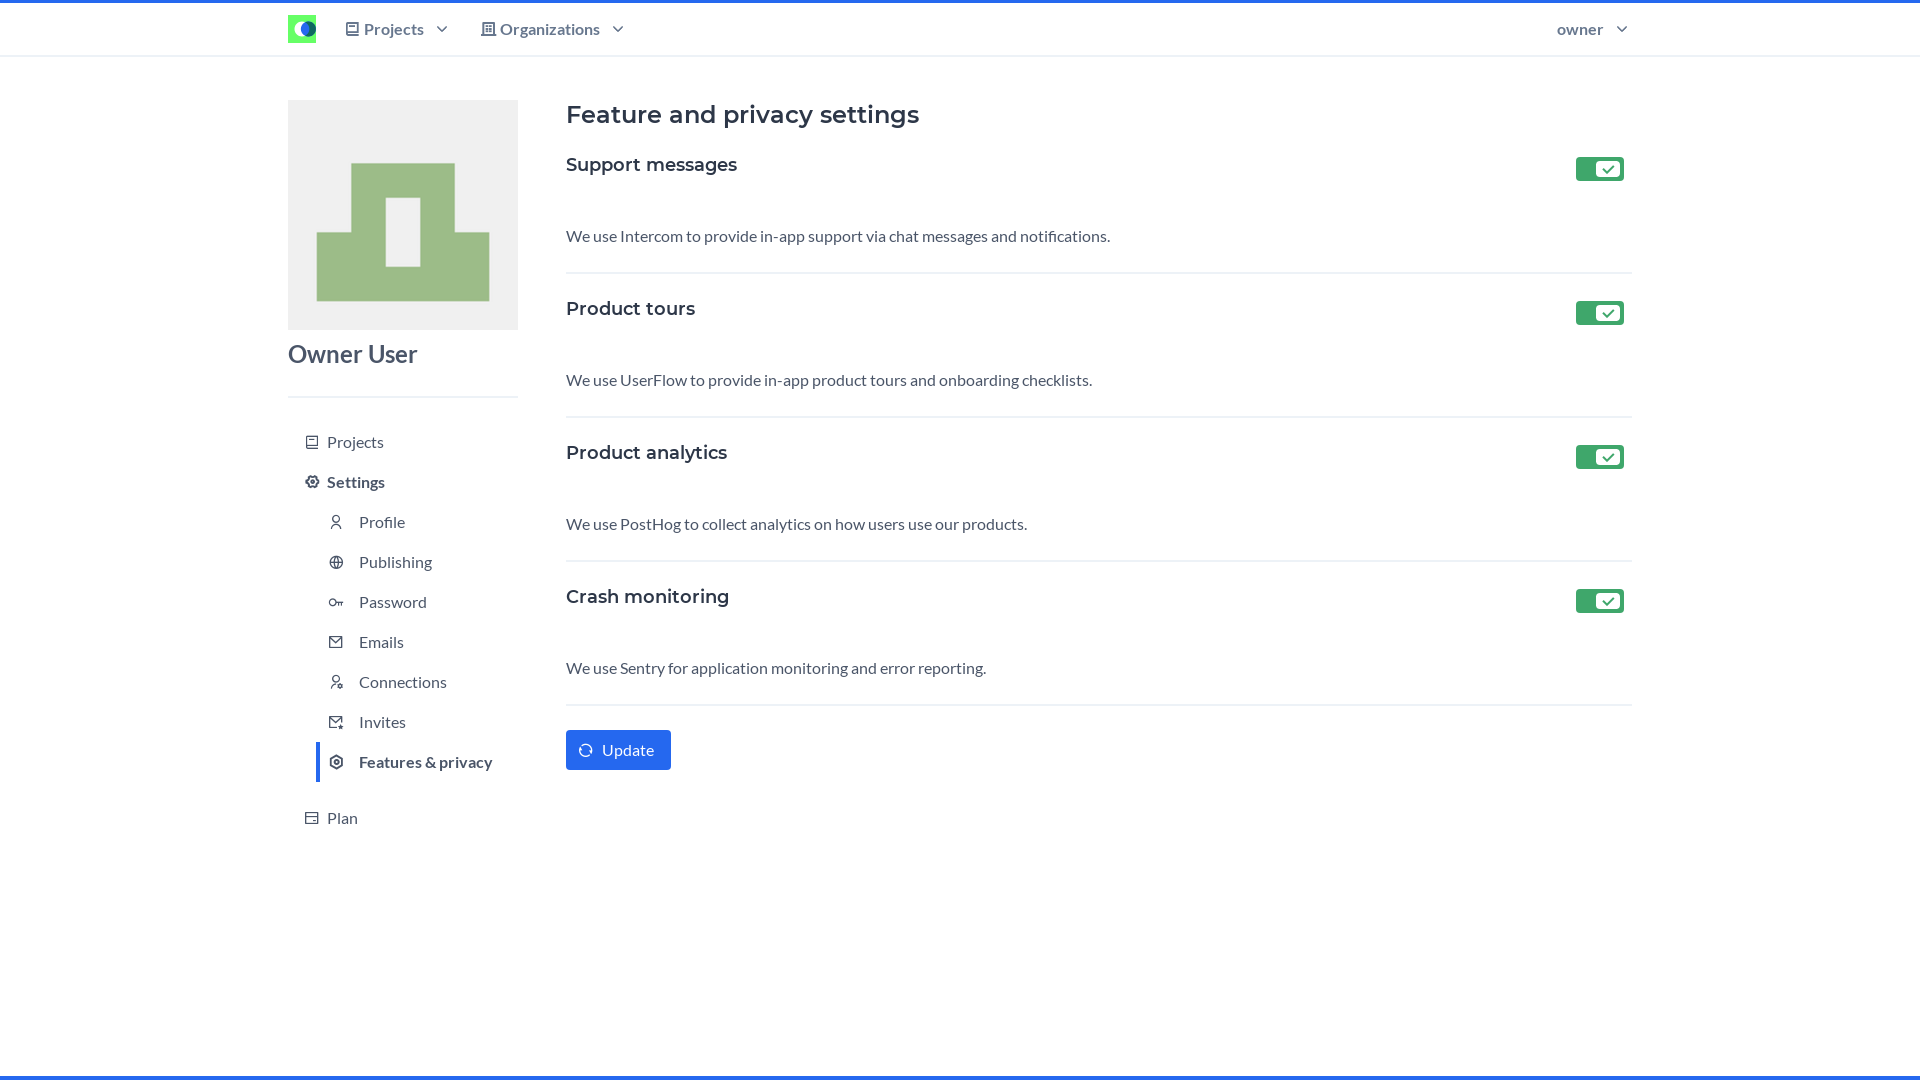 Projects
Organizations
owner
Owner User
Projects
Settings
Profile
Publishing
Password
Emails
Connections
Invites
Features & privacy
Plan
Feature and privacy settings
Support messages
We use Intercom to provide in-app support via chat messages and notifications.
Product tours
We use UserFlow to provide in-app product tours and onboarding checklists.
Product analytics
We use PostHog to collect analytics on how users use our products.
Crash monitoring
We use Sentry for application monitoring and error reporting.
Update